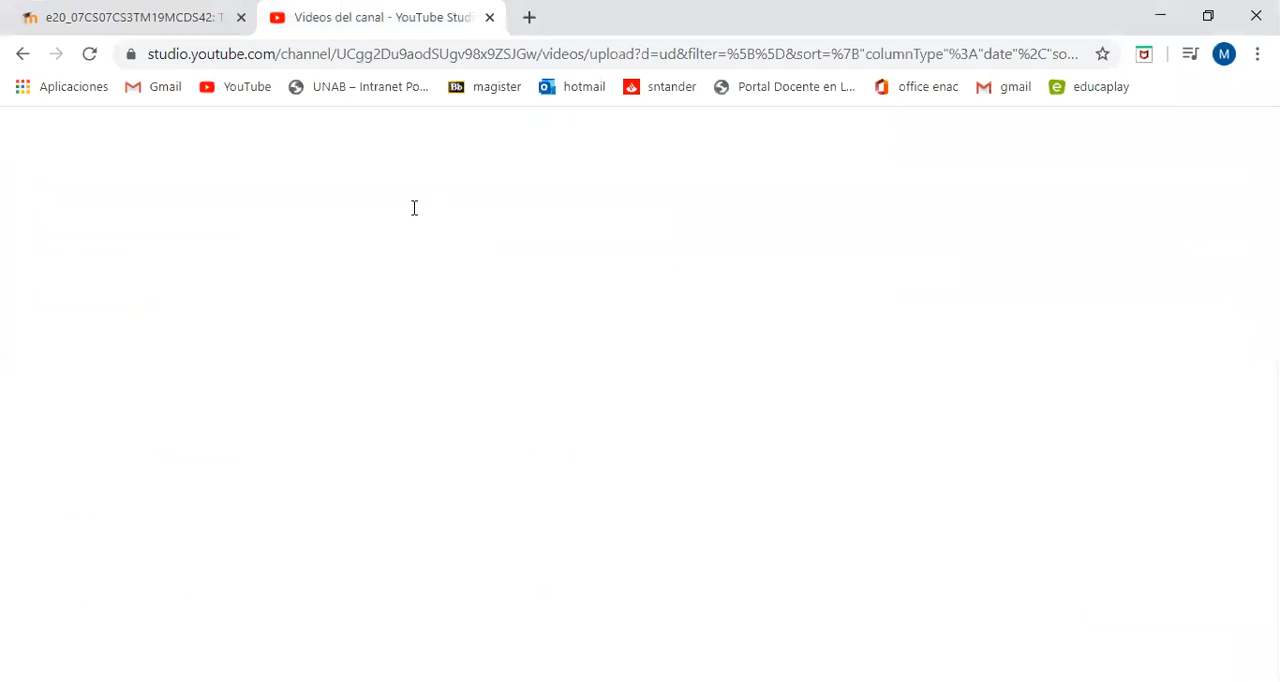 e20_07CS07CS3TM19MCDS42: T
Videos del canal - YouTube Studi
studio.youtube.com/channel/UCgg2Du9aodSUgv98x9ZSJGw/videos/upload?d=ud&filter=%5B%5D&sort=%7B"columnType"%3A"date"%2C"so...
M
Aplicaciones Gmail YouTube UNAB – Intranet Po... Bb magister hotmail sntander Portal Docente en L... office enac gmail e educaplay